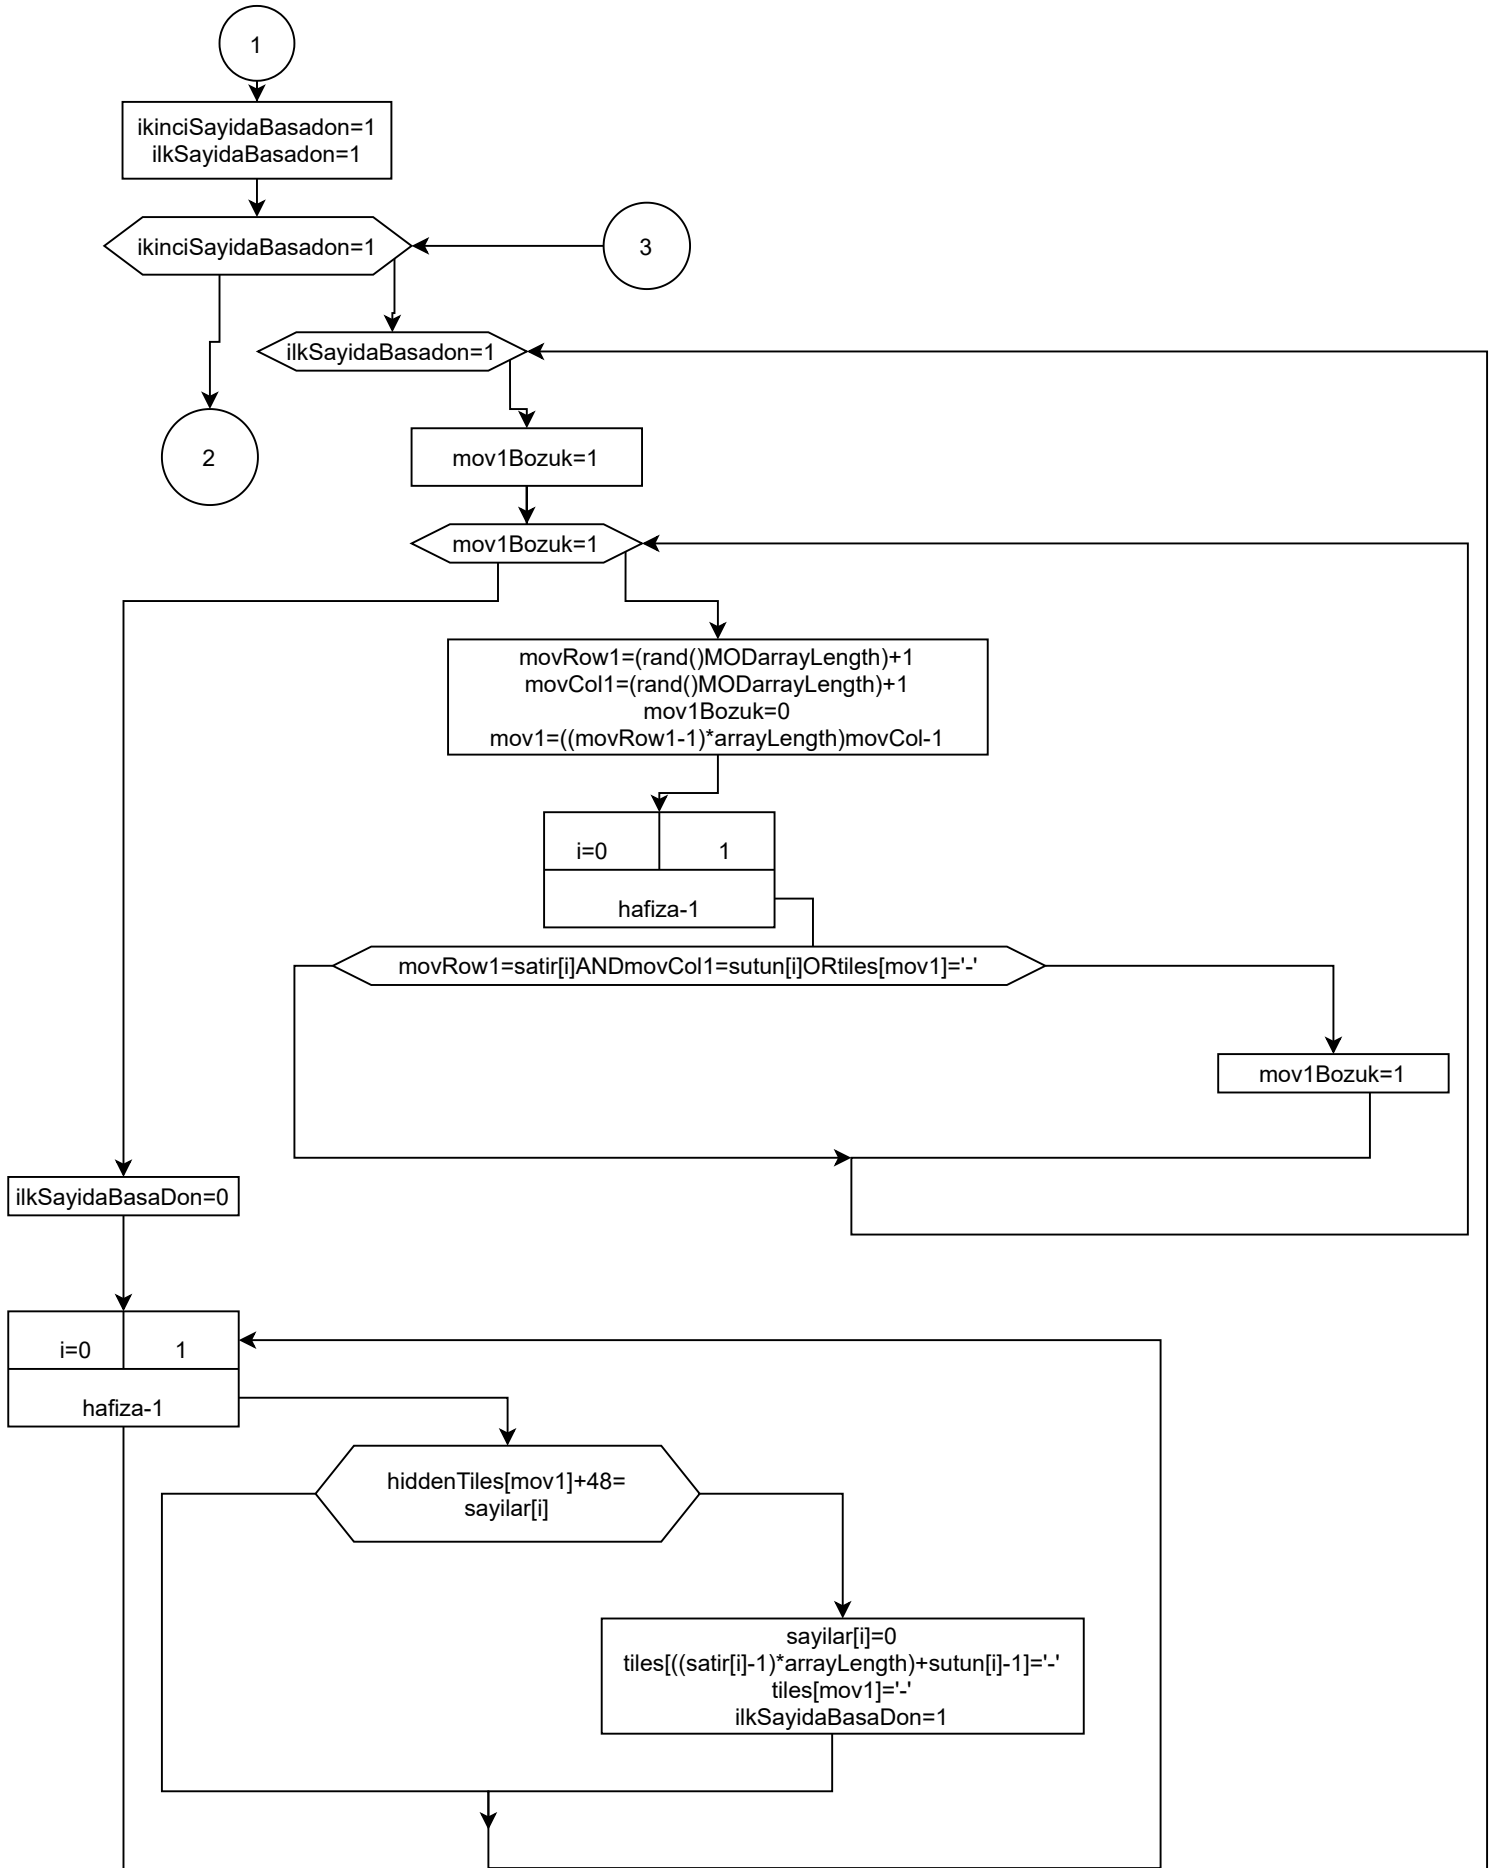 1
ikinciSayidaBasadon=1
ilkSayidaBasadon=1
ikinciSayidaBasadon=1
3
ilkSayidaBasadon=1
2
mov1Bozuk=1
mov1Bozuk=1
movRow1=(rand()MODarrayLength)+1
movCol1=(rand()MODarrayLength)+1
mov1Bozuk=0
mov1=((movRow1-1)*arrayLength)movCol-1
i=0
1
hafiza-1
movRow1=satir[i]ANDmovCol1=sutun[i]ORtiles[mov1]='-'
mov1Bozuk=1
ilkSayidaBasaDon=0
i=0
1
hafiza-1
hiddenTiles[mov1]+48=
sayilar[i]
sayilar[i]=0
tiles[((satir[i]-1)*arrayLength)+sutun[i]-1]='-'
tiles[mov1]='-'
ilkSayidaBasaDon=1